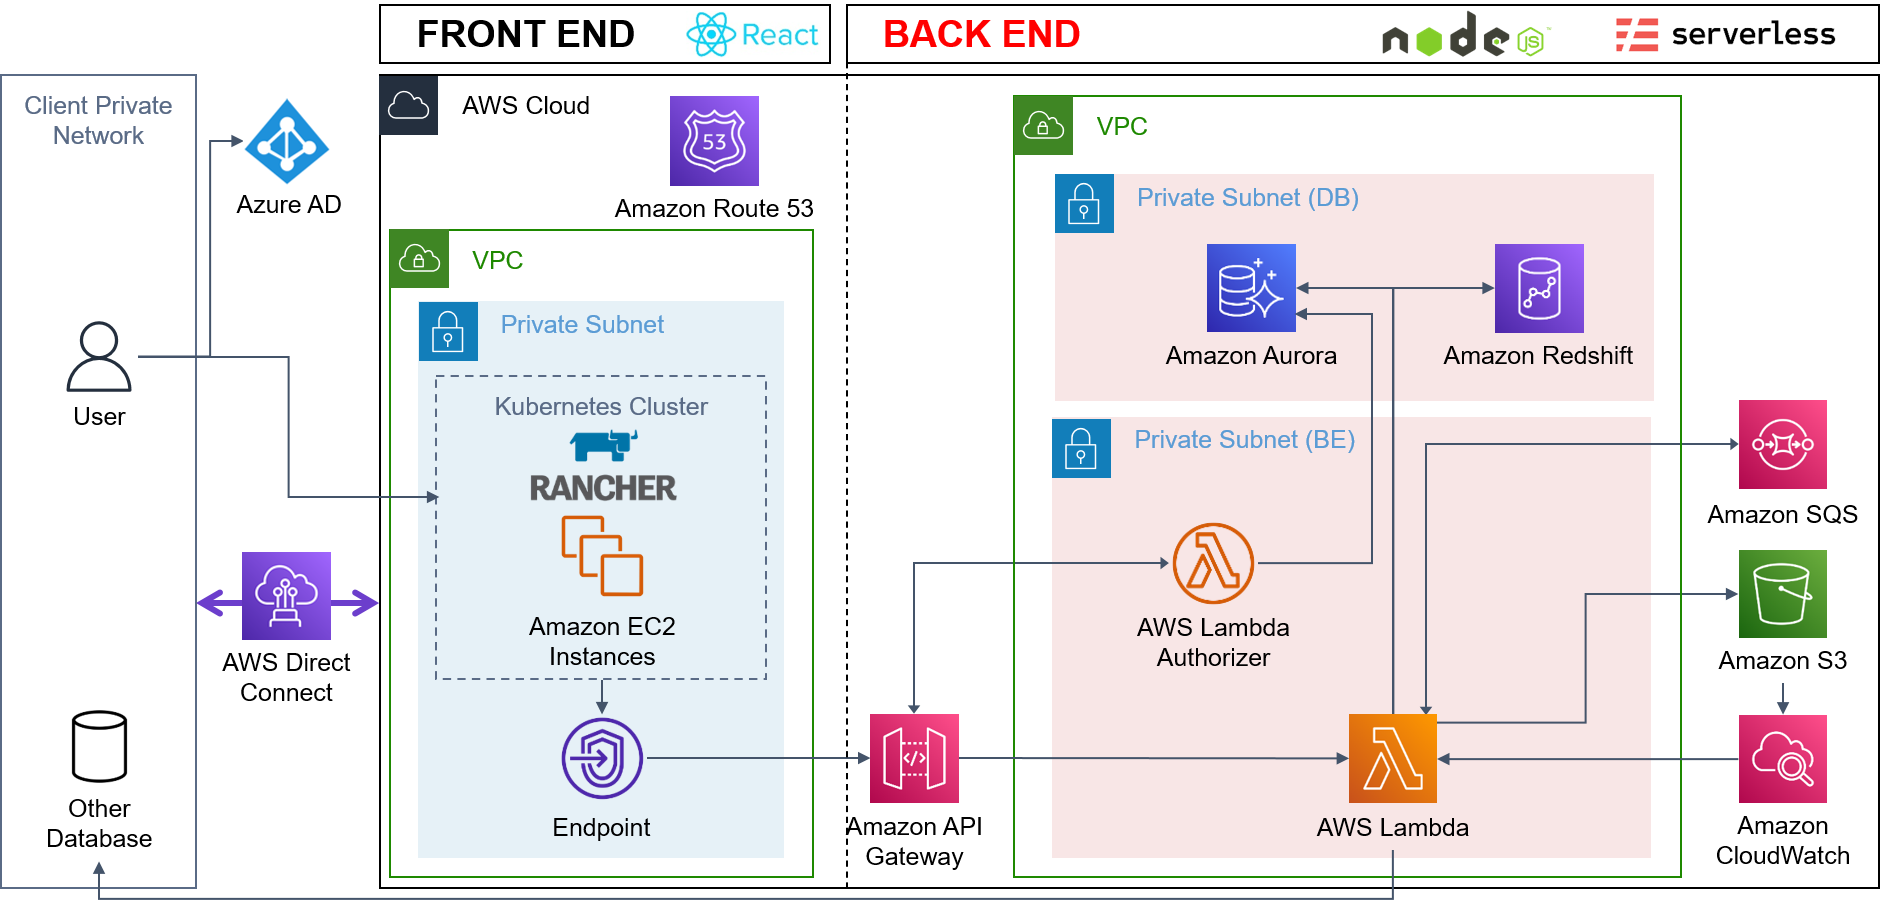 FRONT END
React
BACK END
node
JS
serverless
Client Private
Network
Azure AD
AWS Cloud
53
Amazon Route 53
VPC
Private Subnet
Kubernetes Cluster
RANCHER
Amazon EC2
Instances
Endpoint
User
AWS Direct
Connect
Other
Database
VPC
Private Subnet (DB)
Amazon Aurora
Amazon Redshift
Private Subnet (BE)
AWS Lambda
Authorizer
</>
Amazon API
Gateway
AWS Lambda
Amazon SQS
Amazon S3
Amazon
CloudWatch